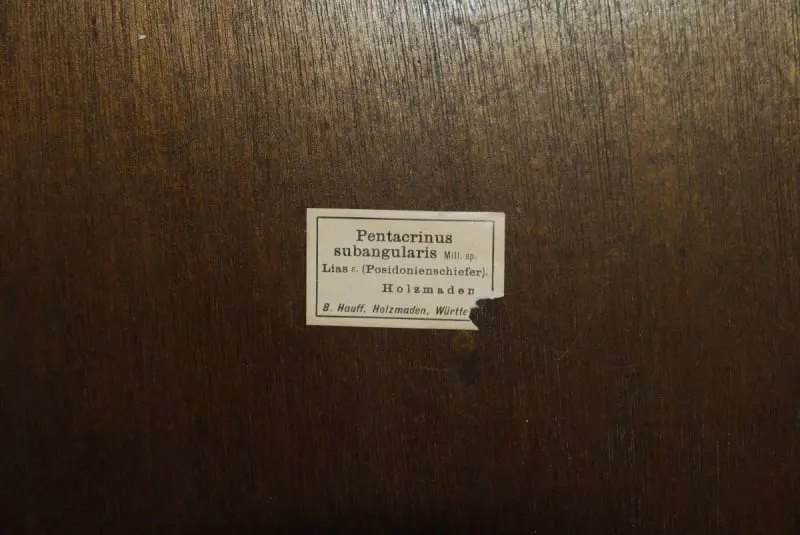 Pentacrinus
subangularis Mill. sp.
Lias ε. (Posidonienschiefer).
Holzmaden
B. Hauff, Holzmaden, Württe